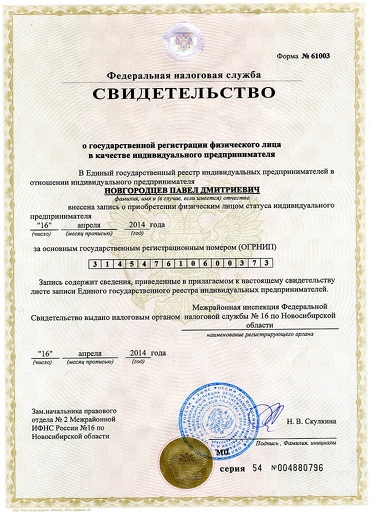 Форма № 61003
Федеральная налоговая служба
СВИДЕТЕЛЬСТВО
о государственной регистрации физического лица
в качестве индивидуального предпринимателя
В Единый государственный реестр индивидуальных предпринимателей в
отношении индивидуального предпринимателя
НОВГОРОДЦЕВ ПАВЕЛ ДМИТРИЕВИЧ
фамилия, имя и (в случае, если имеется) отчество
внесена запись о приобретении физическим лицом статуса индивидуального
предпринимателя
"16" апреля 2014 года
(число) (месяц прописью) (год)
за основным государственным регистрационным номером (ОГРНИП)
3 1 4 5 4 7 6 1 0 6 0 0 3 7 3
Запись содержит сведения, приведенные в прилагаемом к настоящему свидетельству
листе записи Единого государственного реестра индивидуальных предпринимателей.
Свидетельство выдано налоговым органом
Межрайонная инспекция Федеральной
налоговой службы № 16 по Новосибирской
области
наименование регистрирующего органа
"16" апреля 2014 года
(число) (месяц прописью) (год)
Зам.начальника правового
отдела № 2 Межрайонной
ИФНС России №16 по
Новосибирской области
Н. В. Скулкина
Подпись, Фамилия, инициалы
МП
серия 54 № 004880796